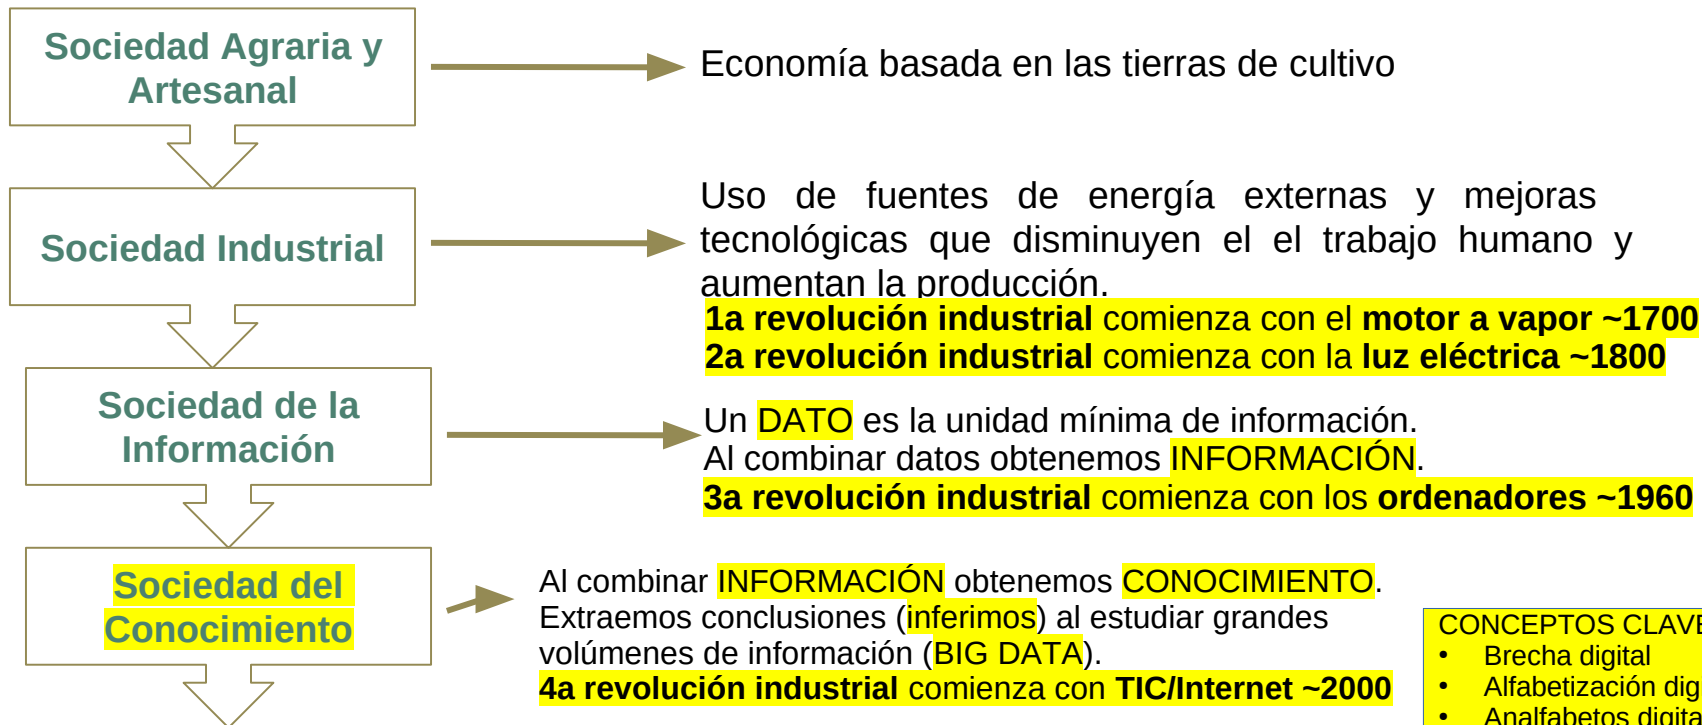 Sociedad Agraria y
Artesanal
Economía basada en las tierras de cultivo
Sociedad Industrial
Uso de fuentes de energía externas y mejoras
tecnológicas que disminuyen el el trabajo humano y
aumentan la producción.
1a revolución industrial comienza con el motor a vapor ~1700
2a revolución industrial comienza con la luz eléctrica ~1800
Sociedad de la
Información
Un DATO es la unidad mínima de información.
Al combinar datos obtenemos INFORMACIÓN.
3a revolución industrial comienza con los ordenadores ~1960
Sociedad del
Conocimiento
Al combinar INFORMACIÓN obtenemos CONOCIMIENTO.
Extraemos conclusiones (inferimos) al estudiar grandes
volúmenes de información (BIG DATA).
4a revolución industrial comienza con TIC/Internet ~2000
CONCEPTOS CLAVE
• Brecha digital
• Alfabetización
• Analfabetos